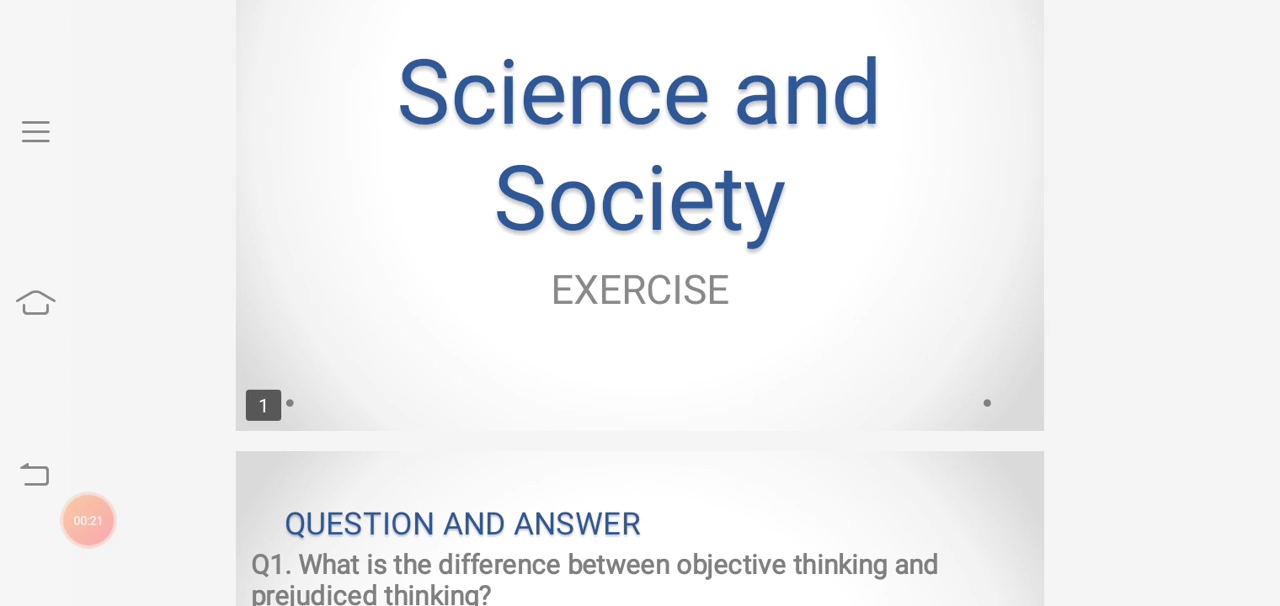 Science and
Society
EXERCISE
1
QUESTION AND ANSWER
Q1. What is the difference between objective thinking and
prejudiced thinking?
00:21